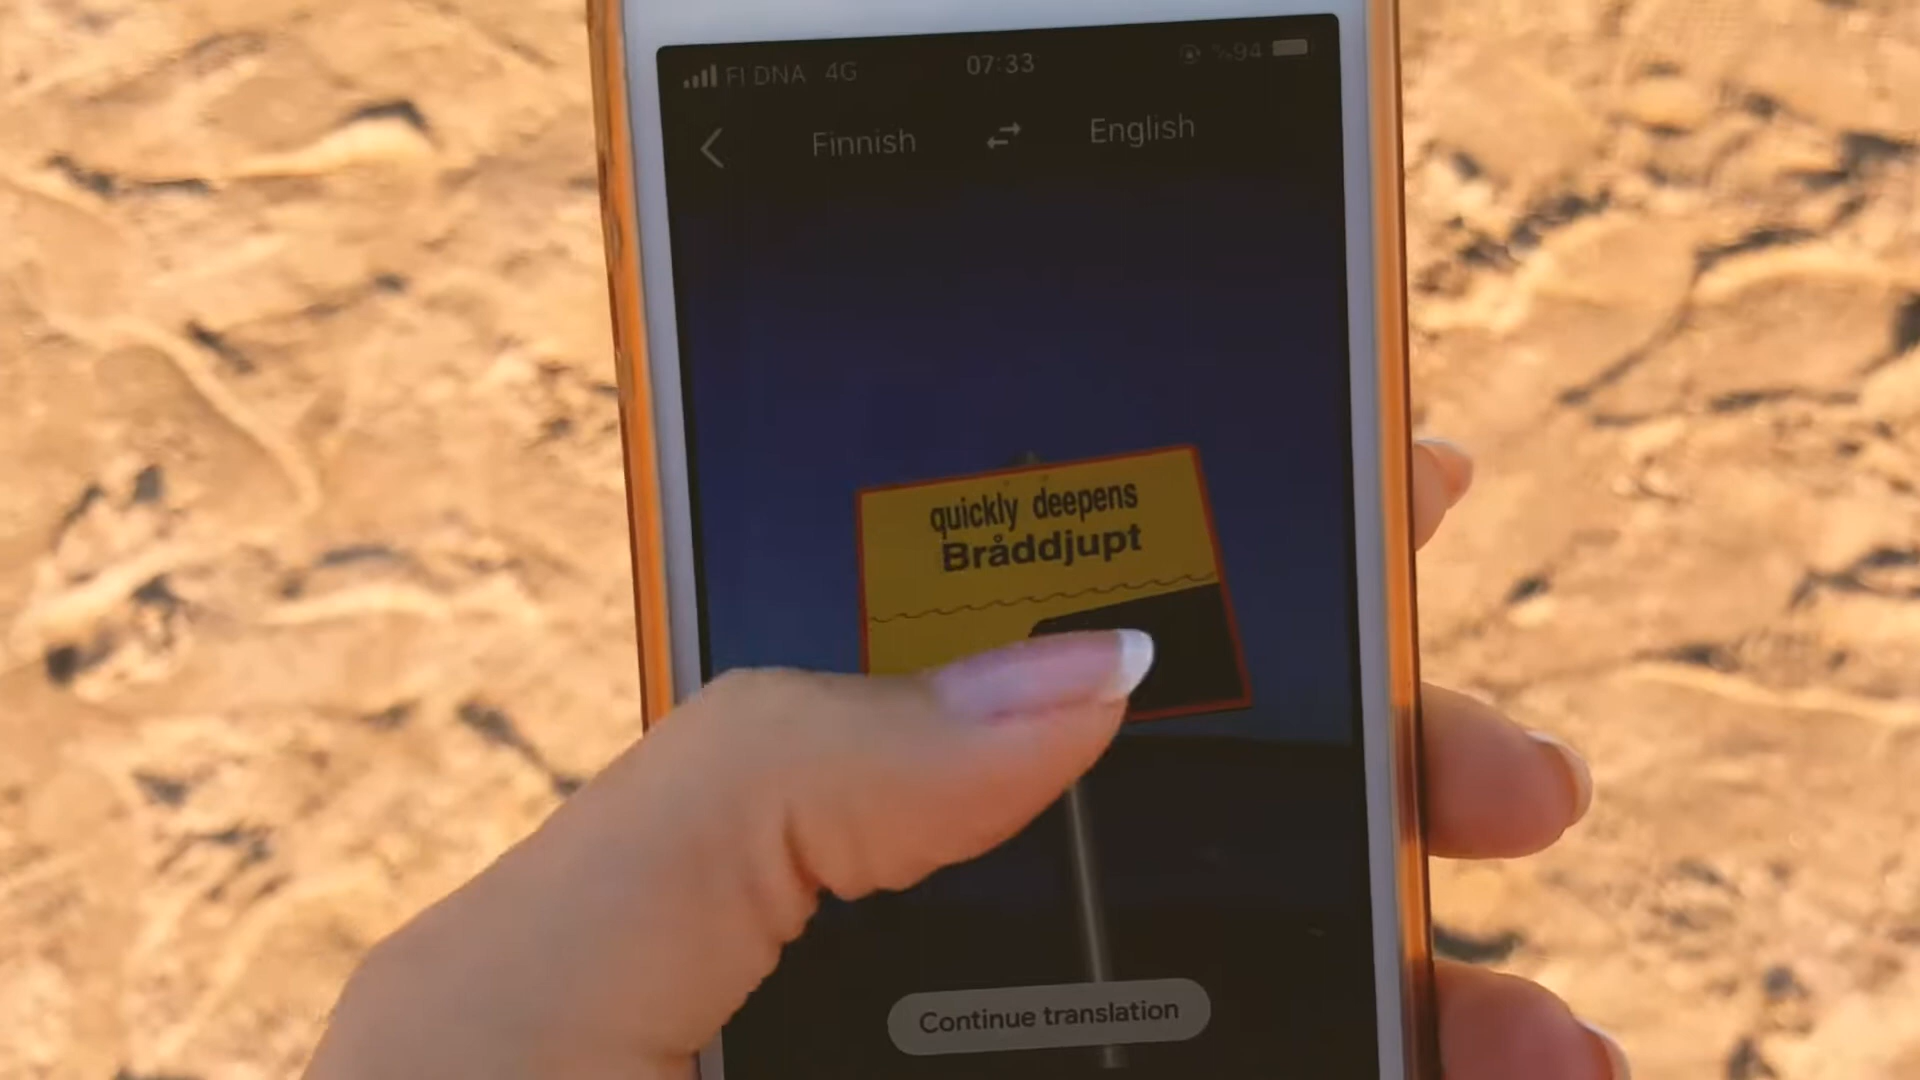 FI DNA 4G 07:33 %94
Finnish English
quickly deepens
Bråddjupt
Continue translation